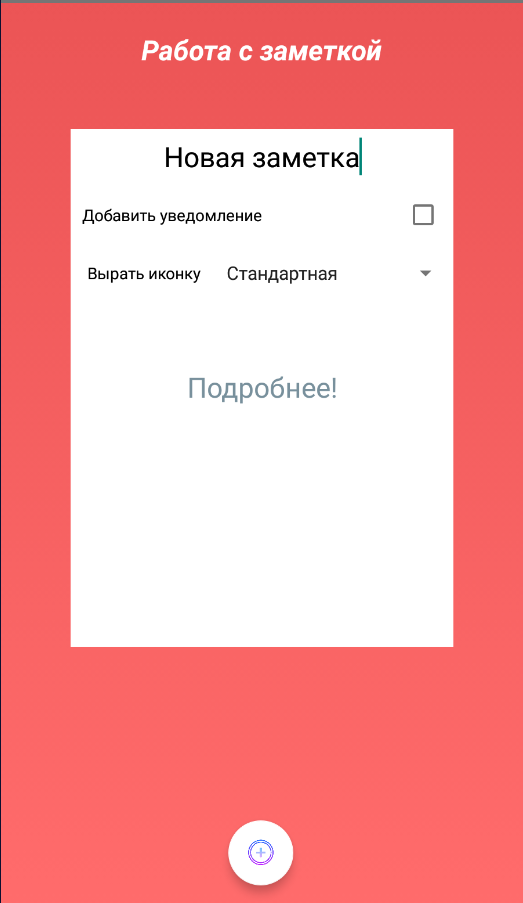 Работа с заметкой
Новая заметка
Добавить уведомление
Вырать иконку Стандартная
Подробнее!